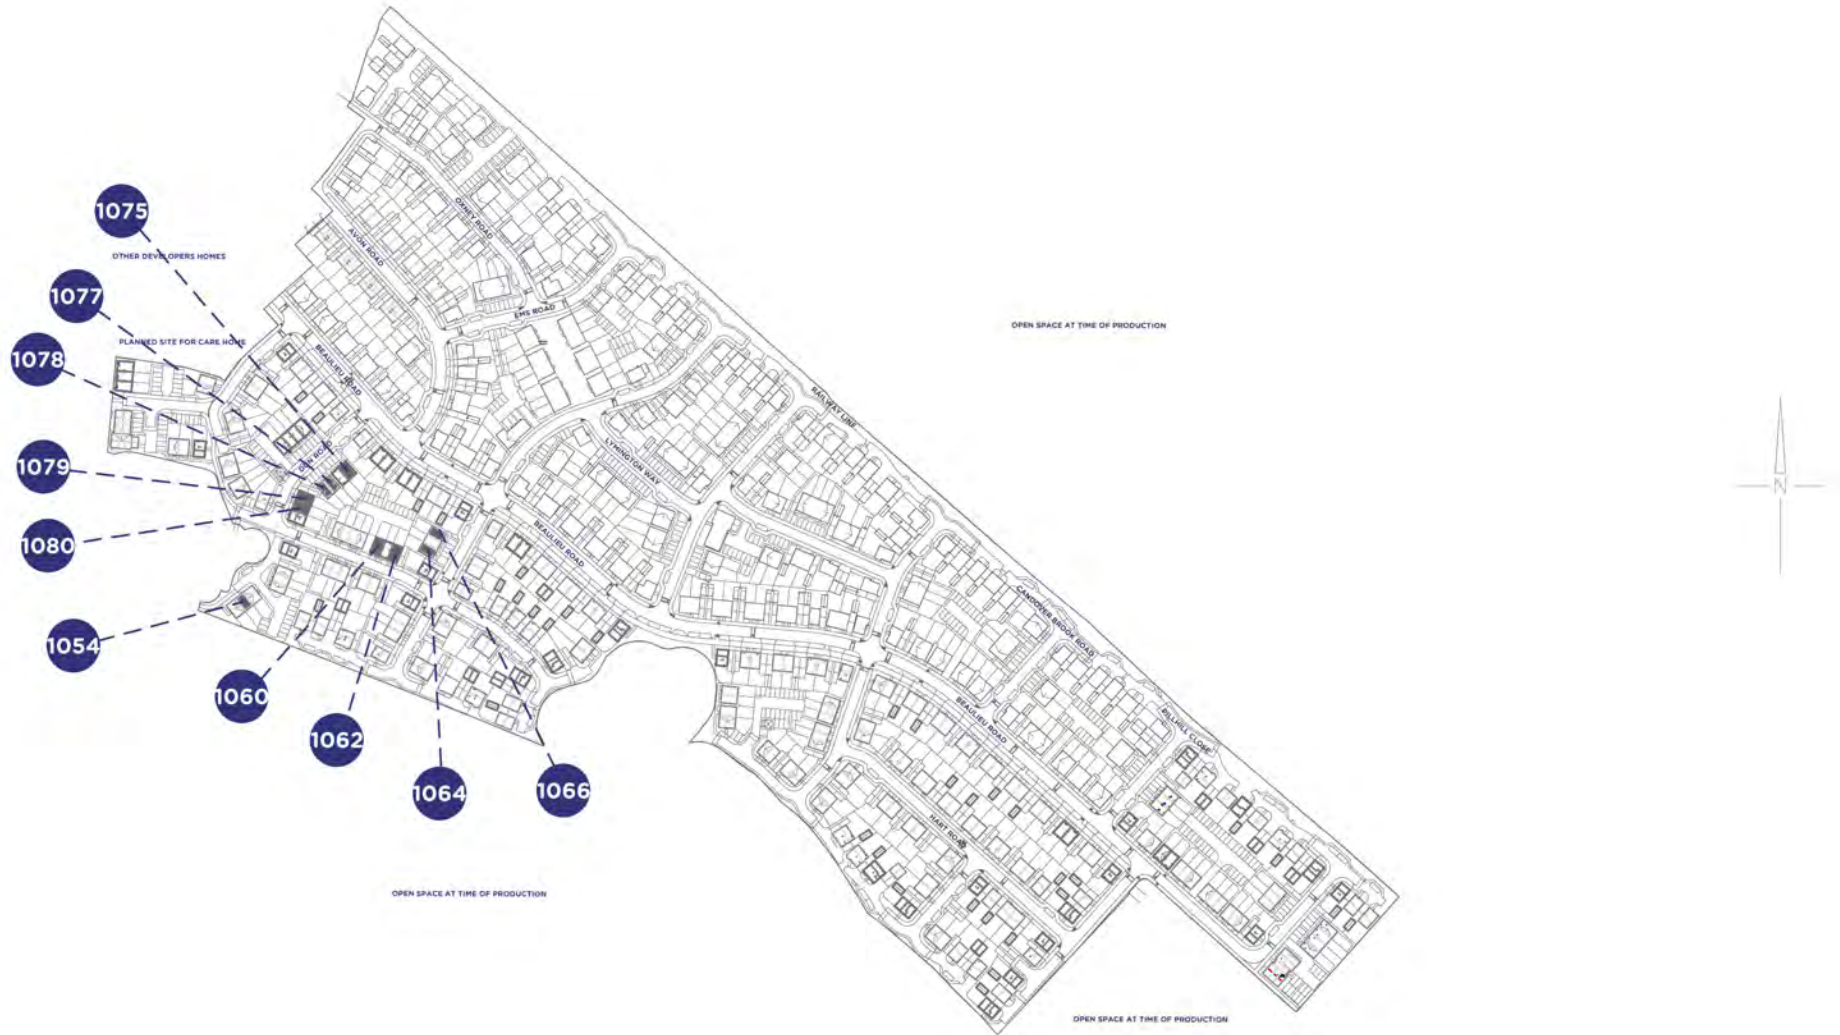 OXNEY ROAD
1075
AVON ROAD
OTHER DEVELOPERS HOMES
1077
EMS ROAD
OPEN SPACE AT TIME OF PRODUCTION
PLANNED SITE FOR CARE HOME
1078
BEAULIEU ROAD
RAILWAY LINE
LYMINGTON WAY
1079
N
BEAULIEU ROAD
1080
CANDOVER BROOK ROAD
1054
1060
BEAULIEU ROAD
PILLHILL CLOSE
1062
1064
1066
HART ROAD
OPEN SPACE AT TIME OF PRODUCTION
OPEN SPACE AT TIME OF PRODUCTION